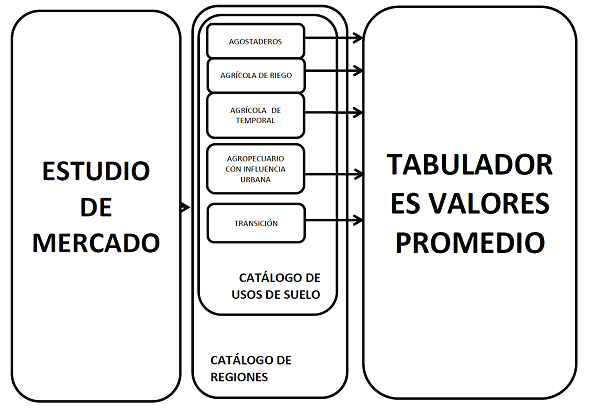 ESTUDIO
DE
MERCADO
AGOSTADEROS
AGRÍCOLA DE RIEGO
AGRÍCOLA DE
TEMPORAL
AGROPECUARIO
CON INFLUENCIA
URBANA
TRANSICIÓN
CATÁLOGO DE
USOS DE SUELO
CATÁLOGO DE
REGIONES
TABULADOR
ES VALORES
PROMEDIO